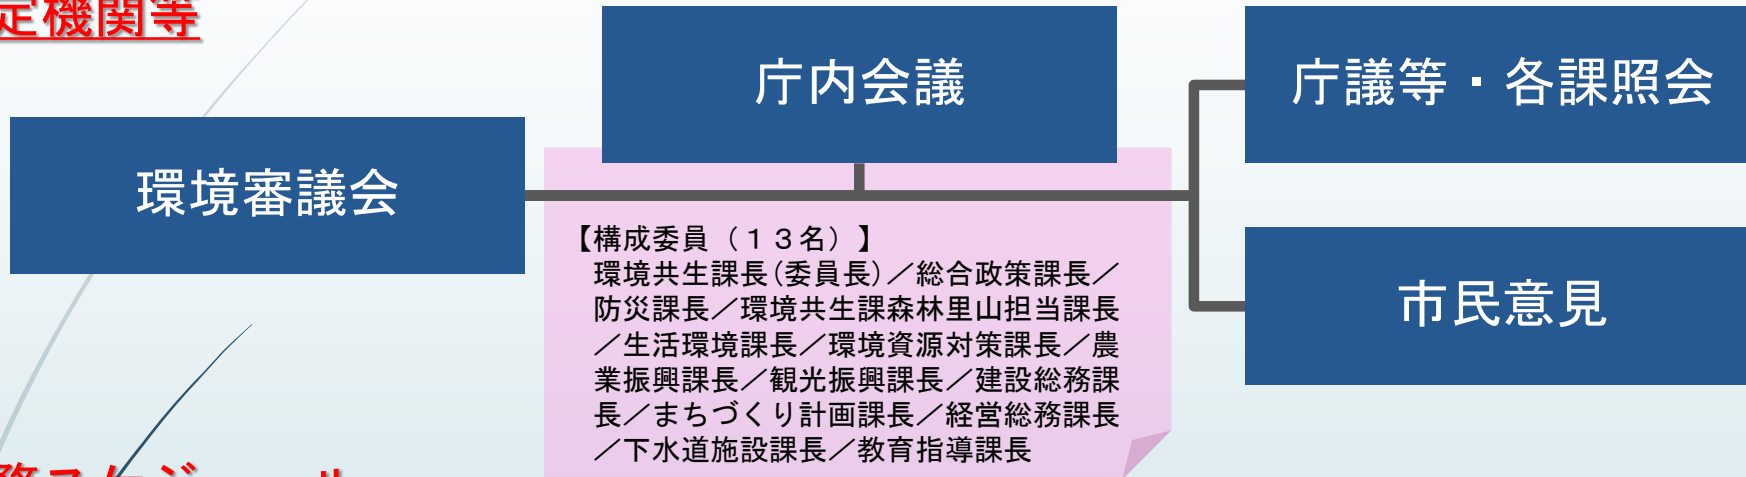 定機関等
庁内会議
庁議等・各課照会
環境審議会
【構成委員（１３名）】
環境共生課長(委員長)／総合政策課長／
防災課長／環境共生課森林里山担当課長
／生活環境課長／環境資源対策課長／農
業振興課長／観光振興課長／建設総務課
長／まちづくり計画課長／経営総務課長
／下水道施設課長／教育指導課長
市民意見